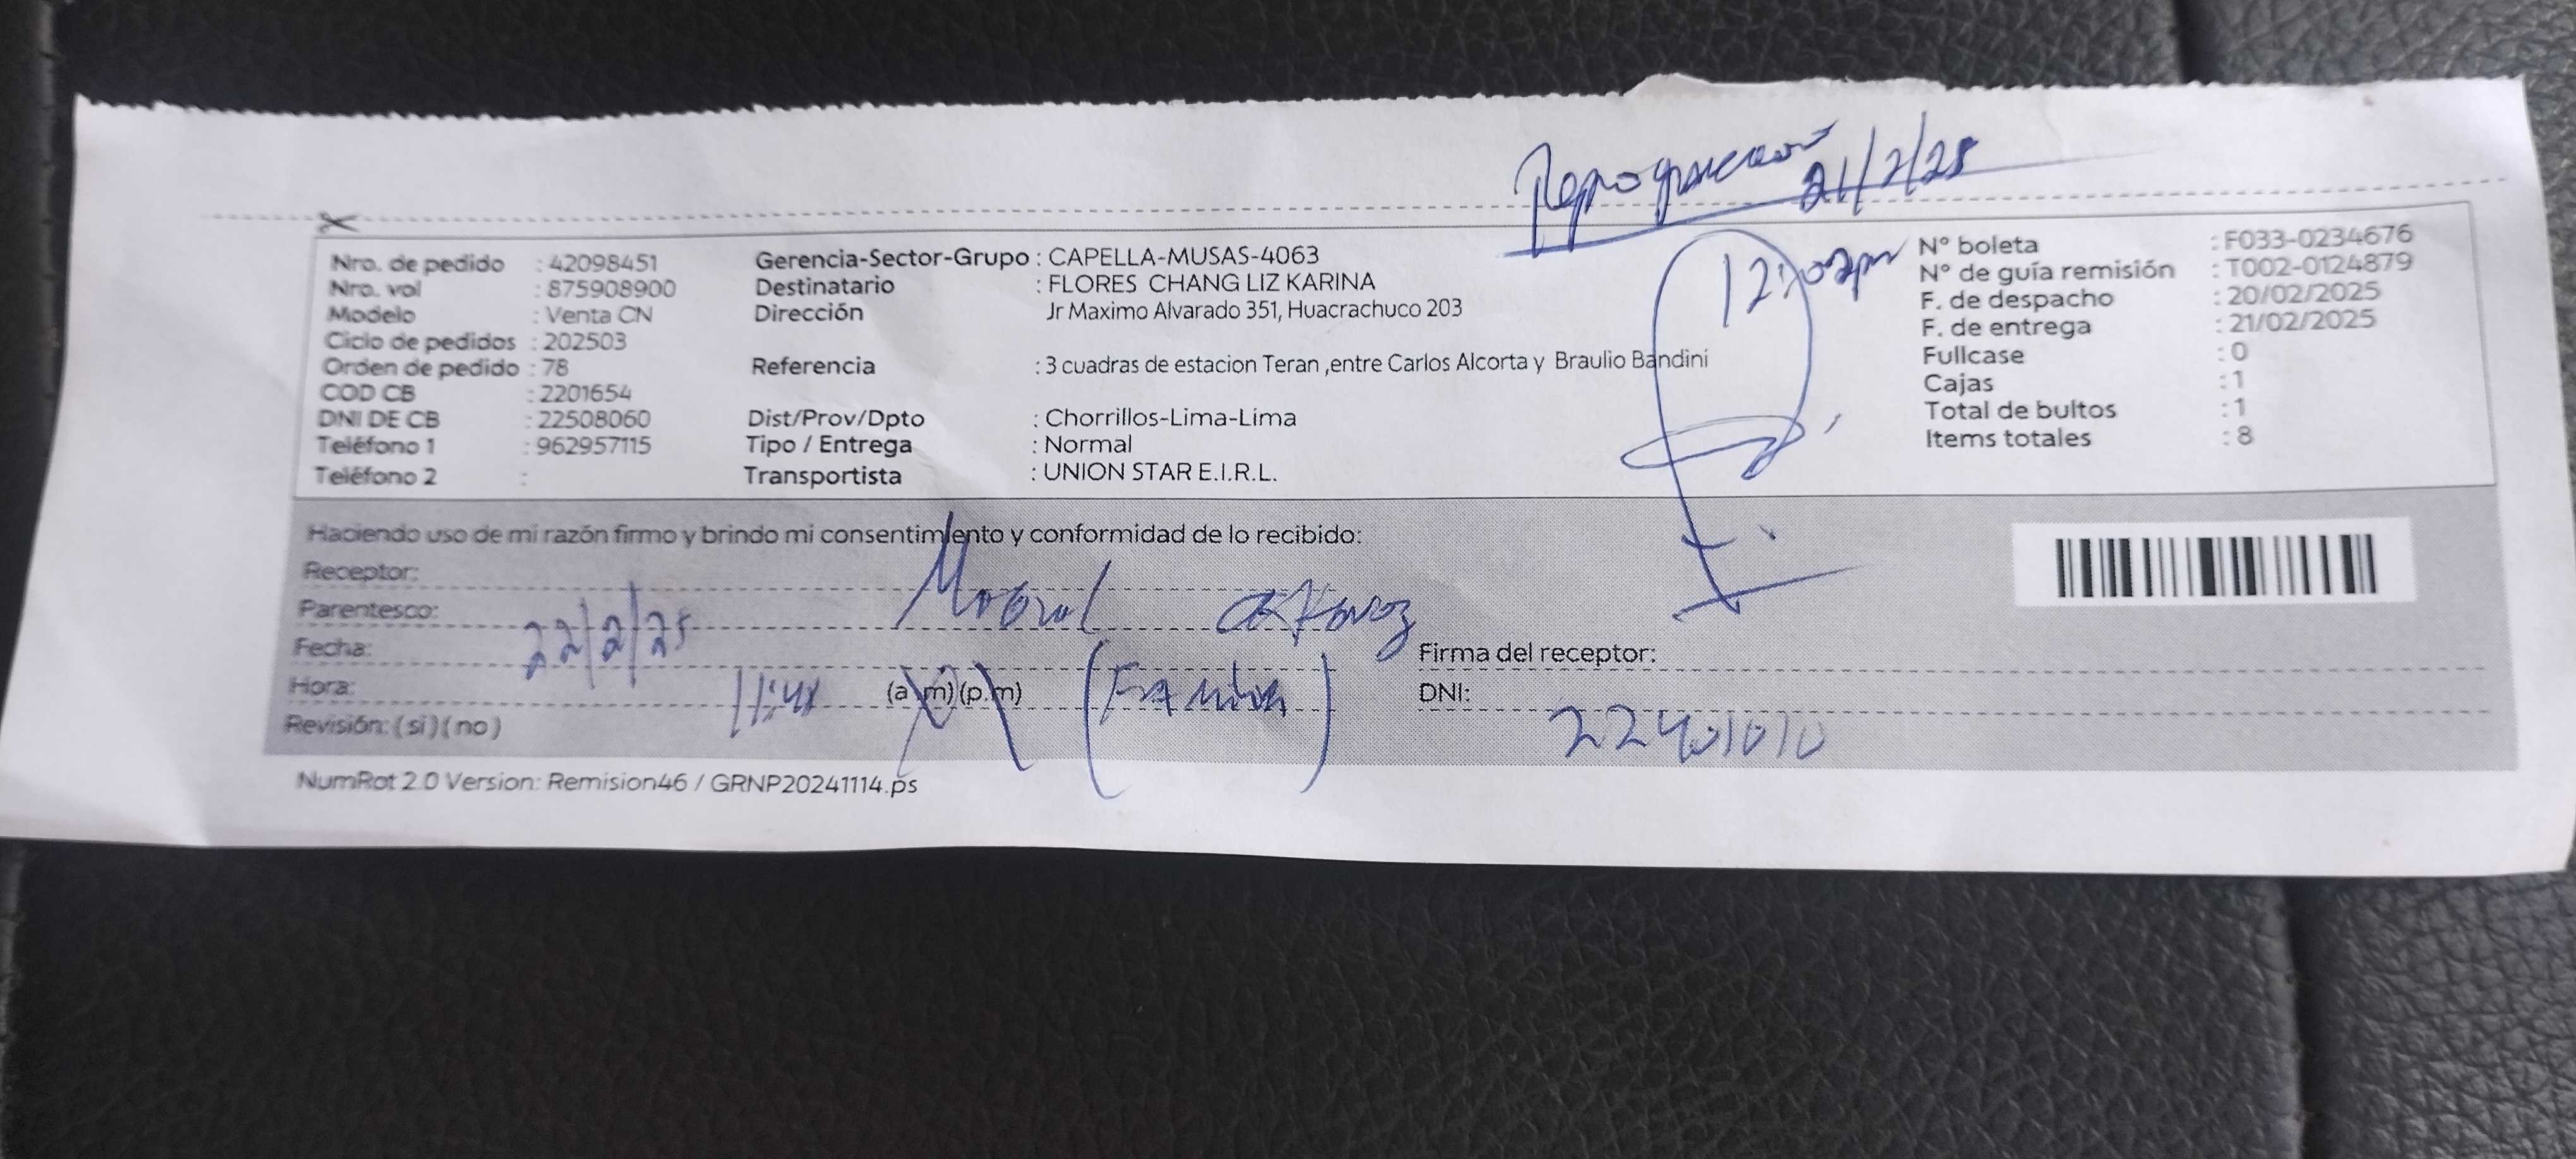 Reprogramacion
21/2/25
12:02pm
Nro. de pedido : 42098451
Nro. vol : 875908900
Modelo : Venta CN
Ciclo de pedidos : 202503
Orden de pedido : 78
COD CB : 2201654
DNI DE CB : 22508060
Teléfono 1 : 962957115
Teléfono 2 :
Gerencia-Sector-Grupo : CAPELLA-MUSAS-4063
Destinatario : FLORES CHANG LIZ KARINA
Dirección Jr Maximo Alvarado 351, Huacrachuco 203
Referencia : 3 cuadras de estacion Teran ,entre Carlos Alcorta y Braulio Bandini
Dist/Prov/Dpto : Chorrillos-Lima-Lima
Tipo / Entrega : Normal
Transportista : UNION STAR E.I.R.L.
N° boleta : F033-0234676
N° de guía remisión : T002-0124879
F. de despacho : 20/02/2025
F. de entrega : 21/02/2025
Fullcase : 0
Cajas : 1
Total de bultos : 1
Items totales : 8
Haciendo uso de mi razón firmo y brindo mi consentimiento y conformidad de lo recibido:
Receptor:
Parentesco:
Fecha: 22/2/25
Hora: 11:48 (a.m)(p.m)
Revisión: (si)(no)
Firma del receptor:
DNI: 22401010
NumRot 2.0 Version: Remision46 / GRNP20241114.ps